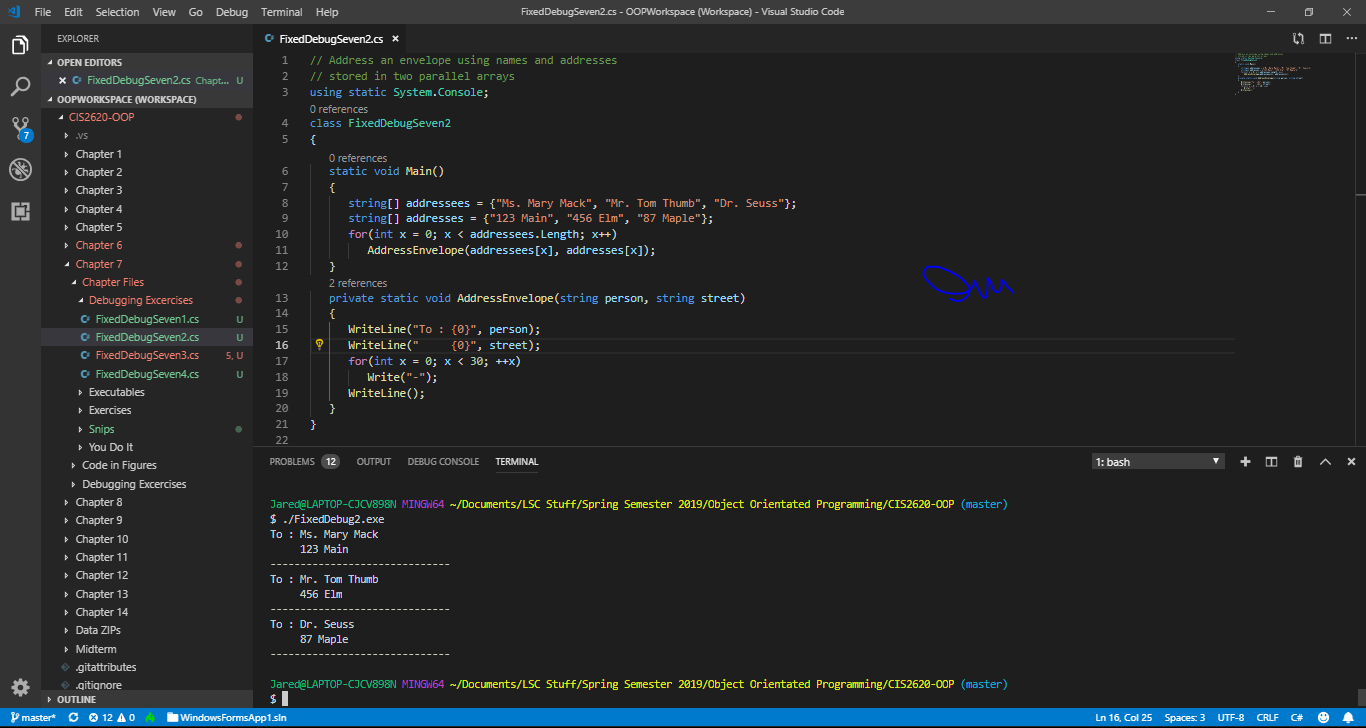 File Edit Selection View Go Debug Terminal Help FixedDebugSeven2.cs - OOPWorkspace (Workspace) - Visual Studio Code
EXPLORER
OPEN EDITORS
FixedDebugSeven2.cs Chapt... U
OOPWORKSPACE (WORKSPACE)
CIS2620-OOP
.vs
Chapter 1
Chapter 2
Chapter 3
Chapter 4
Chapter 5
Chapter 6
Chapter 7
Chapter Files
Debugging Excercises
FixedDebugSeven1.cs U
FixedDebugSeven2.cs U
FixedDebugSeven3.cs 5, U
FixedDebugSeven4.cs U
Executables
Exercises
Snips
You Do It
Code in Figures
Debugging Excercises
Chapter 8
Chapter 9
Chapter 10
Chapter 11
Chapter 12
Chapter 13
Chapter 14
Data ZIPs
Midterm
.gitattributes
.gitignore
OUTLINE
7
FixedDebugSeven2.cs
1 // Address an envelope using names and addresses
2 // stored in two parallel arrays
3 using static System.Console;
0 references
4 class FixedDebugSeven2
5 {
0 references
6 static void Main()
7 {
8 string[] addressees = {"Ms. Mary Mack", "Mr. Tom Thumb", "Dr. Seuss"};
9 string[] addresses = {"123 Main", "456 Elm", "87 Maple"};
10 for(int x = 0; x < addressees.Length; x++)
11 AddressEnvelope(addressees[x], addresses[x]);
12 }
2 references
13 private static void AddressEnvelope(string person, string street)
14 {
15 WriteLine("To : {0}", person);
16 WriteLine("     {0}", street);
17 for(int x = 0; x < 30; ++x)
18 Write("-");
19 WriteLine();
20 }
21 }
22
PROBLEMS 12 OUTPUT DEBUG CONSOLE TERMINAL 1: bash
Jared@LAPTOP-CJCV898N MINGW64 ~/Documents/LSC Stuff/Spring Semester 2019/Object Orientated Programming/CIS2620-OOP (master)
$ ./FixedDebug2.exe
To : Ms. Mary Mack
123 Main
------------------------------
To : Mr. Tom Thumb
456 Elm
------------------------------
To : Dr. Seuss
87 Maple
------------------------------
Jared@LAPTOP-CJCV898N MINGW64 ~/Documents/LSC Stuff/Spring Semester 2019/Object Orientated Programming/CIS2620-OOP (master)
$
master* 12 0 WindowsFormsApp1.sln Ln 16, Col 25 Spaces: 3 UTF-8 CRLF C#